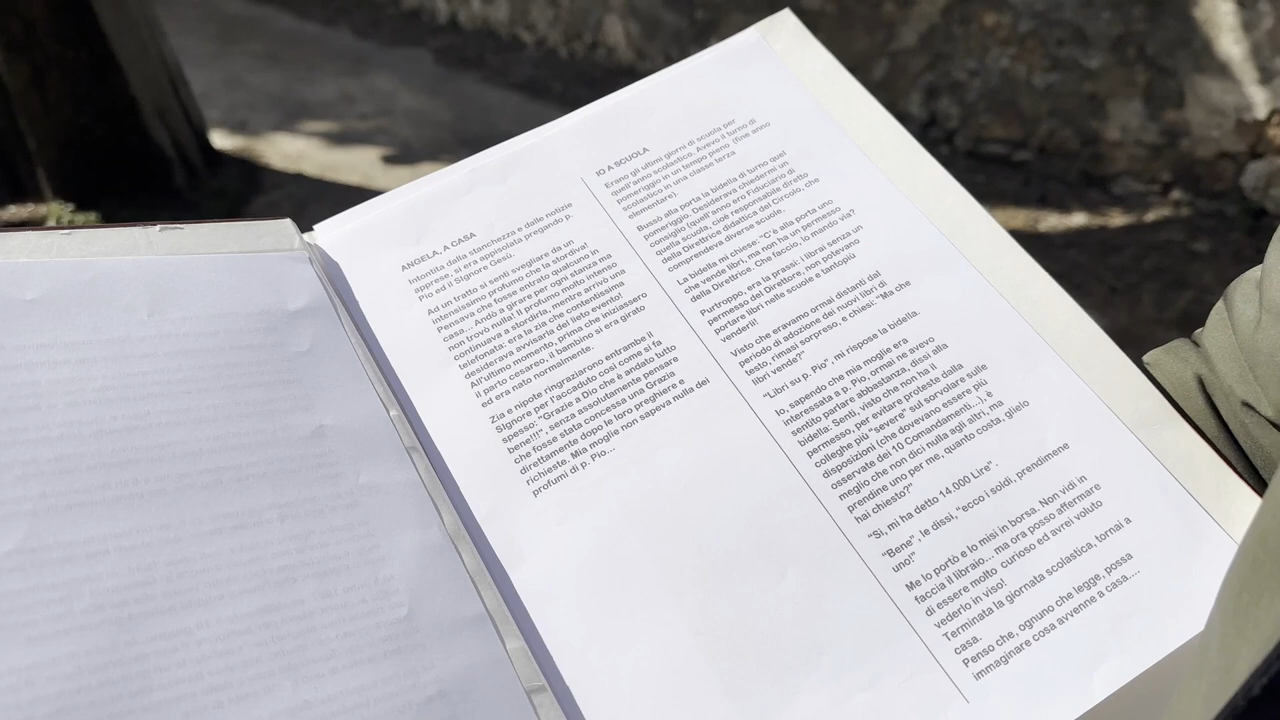 ANGELA, A CASA
Intontita dalla stanchezza e dalle notizie
apprese, si era appisolata pregando p.
Pio ed il Signore Gesù.
Ad un tratto si sentì svegliare da un
intensissimo profumo che la stordiva!
Pensava che fosse entrato qualcuno in
casa... Andò a girare per ogni stanza ma
non trovò nulla! Il profumo molto intenso
continuava a stordirla, mentre arrivò una
telefonata: era la zia che contentissima
desiderava avvisarla del lieto evento!
All'ultimo momento, prima che iniziassero
il parto cesareo, il bambino si era girato
ed era nato normalmente.
Zia e nipote ringraziarono entrambe il
SIgnore per l'accaduto così come si fa
spesso: "Grazie a Dio che è andato tutto
bene!!!", senza assolutamente pensare
che fosse stata concessa una Grazia
direttamente dopo le loro preghiere e
richieste. Mia moglie non sapeva nulla dei
profumi di p. Pio...
IO A SCUOLA
Erano gli ultimi giorni di scuola per
quell'anno scolastico. Avevo il turno di
pomeriggio in un tempo pieno (fine anno
scolastico in una classe terza
elementare).
Bussò alla porta la bidella di turno quel
pomeriggio. Desiderava chiedermi un
consiglio (quell'anno ero Fiduciario di
quella scuola, cioè responsabile diretto
della Direttrice didattica del Circolo, che
comprendeva diverse scuole.
La bidella mi chiese. "C'è alla porta uno
che vende libri, ma non ha un permesso
della Direttrice. Che faccio, lo mando via?
Purtroppo, era la prassi: i librai senza un
permesso del Direttore, non potevano
portare libri nelle scuole e tantopiù
venderli!
Visto che eravamo ormai distanti dal
periodo di adozione dei nuovi libri di
testo, rimasi sorpreso, e chiesi: "Ma che
libri vende?"
"Libri su p. Pio", mi rispose la bidella.
Io, sapendo che mia moglie era
interessata a p. Pio, ormai ne avevo
sentito parlare abbastanza, dissi alla
bidella: Senti, visto che non ha il
permesso, per evitare proteste dalla
colleghe più "severe" sul sorvolare sulle
disposizioni (che dovevano essere più
osservate dei 10 Comandamenti...), è
meglio che non dici nulla agli altri, ma
prendine uno per me, quanto costa, glielo
hai chiesto?"
"Si, mi ha detto 14,000 Lire".
"Bene", le dissi, "ecco i soldi, prendimene
uno!"
Me lo portò e lo misi in borsa. Non vidi in
faccia il libraio... ma ora posso affermare
di essere molto curioso ed avrei voluto
vederlo in viso!
Terminata la giornata scolastica, tornai a
casa.
Penso che, ognuno che legge, possa
immaginare cosa avvenne a casa....